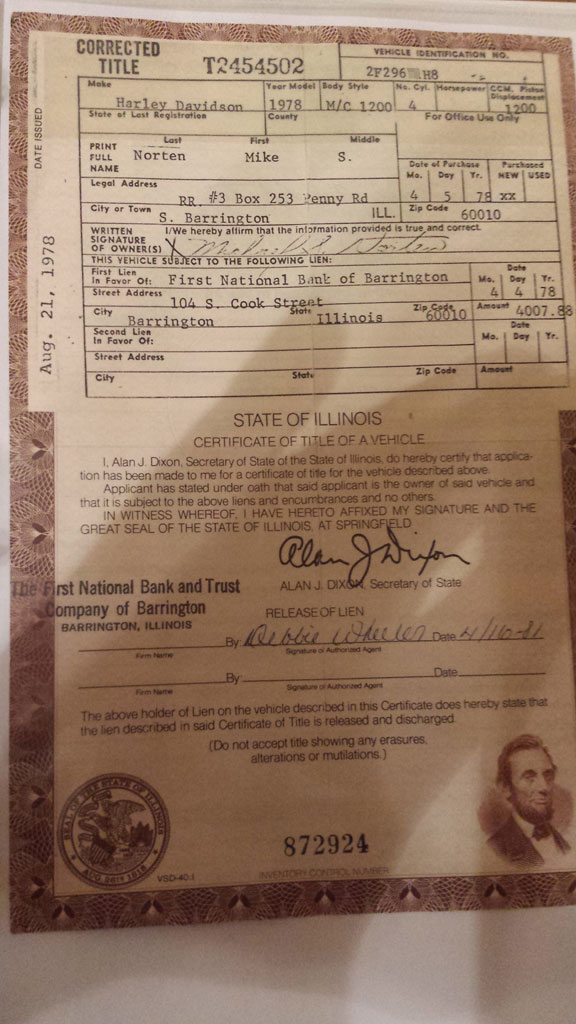 CORRECTED
TITLE
T2454502
VEHICLE IDENTIFICATION NO.
2F296 H8
Make
Harley Davidson
Year Model
1978
Body Style
M/C 1200
No. Cyl.
4
Horsepower
CCM. Piston
Displacement
1200
State of Last Registration
County
For Office Use Only
DATE ISSUED
Aug. 21, 1978
PRINT
FULL
NAME
Last First Middle
Norten Mike S.
Date of Purchase
Mo. Day Yr.
4 5 78
Purchased
NEW USED
xx
Legal Address
RR. #3 Box 253 Penny Rd
City or Town
S. Barrington ILL.
Zip Code
60010
WRITTEN
SIGNATURE
OF OWNER(S)
I/We hereby affirm that the information provided is true and correct.
X
THIS VEHICLE SUBJECT TO THE FOLLOWING LIEN:
First Lien
In Favor Of: First National Bank of Barrington
Date
Mo. Day Yr.
4 4 78
Street Address
104 S. Cook Street
City State Zip Code
Barrington Illinois 60010
Amount 4007.88
Second Lien
In Favor Of:
Date
Mo. Day Yr.
Street Address
City State Zip Code Amount
STATE OF ILLINOIS
CERTIFICATE OF TITLE OF A VEHICLE
I, Alan J. Dixon, Secretary of State of the State of Illinois, do hereby certify that applica-
tion has been made to me for a certificate of title for the vehicle described above.
Applicant has stated under oath that said applicant is the owner of said vehicle and
that it is subject to the above liens and encumbrances and no others.
IN WITNESS WHEREOF, I HAVE HERETO AFFIXED MY SIGNATURE AND THE
GREAT SEAL OF THE STATE OF ILLINOIS, AT SPRINGFIELD
Alan J Dixon
ALAN J. DIXON, Secretary of State
The First National Bank and Trust
Company of Barrington
BARRINGTON, ILLINOIS
RELEASE OF LIEN
By Debbie Wheeler Date 4/10-81
Firm Name Signature of Authorized Agent
By Date
Firm Name Signature of Authorized Agent
The above holder of Lien on the vehicle described in this Certificate does hereby state that
the lien described in said Certificate of Title is released and discharged.
(Do not accept title showing any erasures,
alterations or mutilations.)
SEAL OF THE STATE OF ILLINOIS
AUG. 26TH 1818
VSD-40.1
872924
INVENTORY CONTROL NUMBER